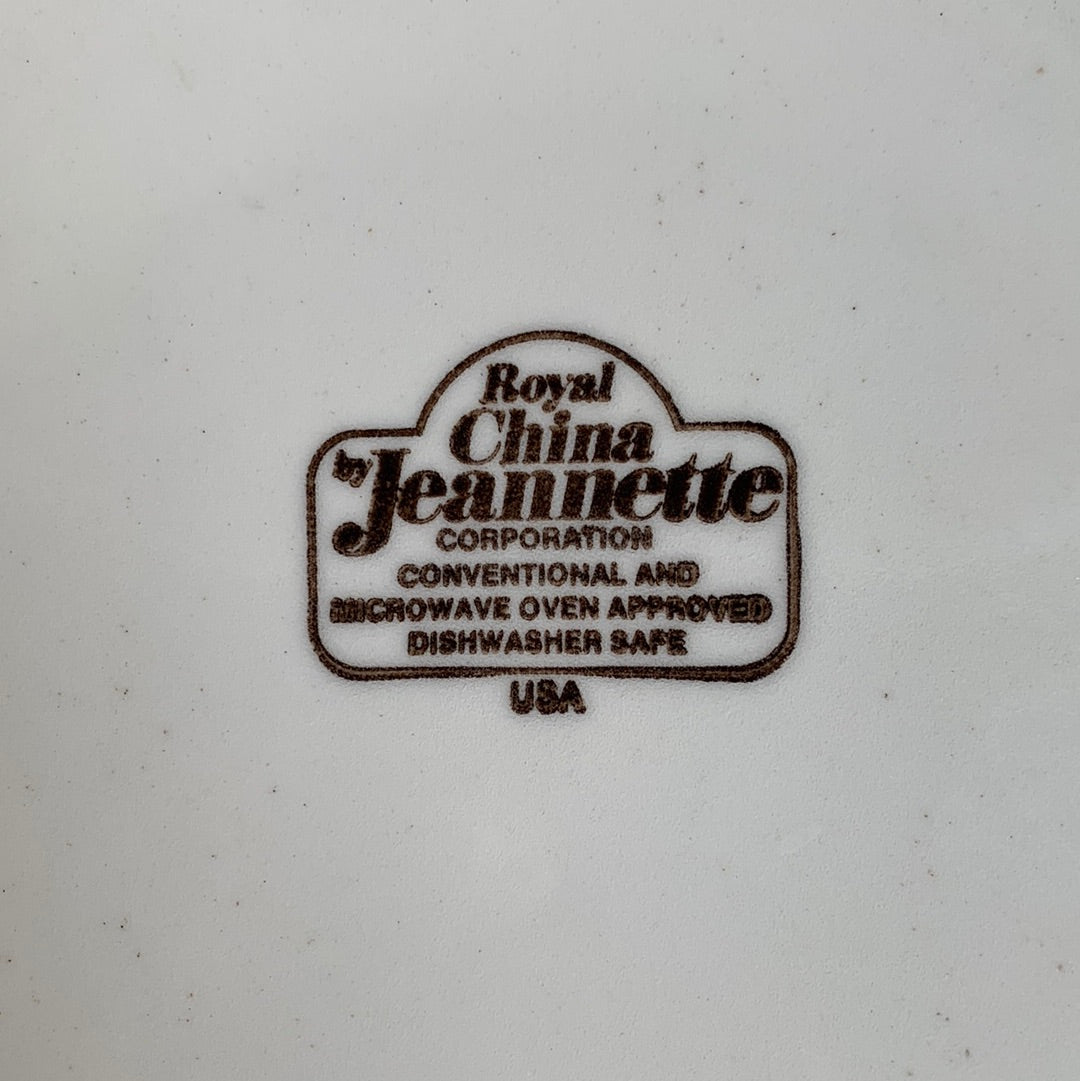 Royal
China
by Jeannette
CORPORATION
CONVENTIONAL AND
MICROWAVE OVEN APPROVED
DISHWASHER SAFE
USA